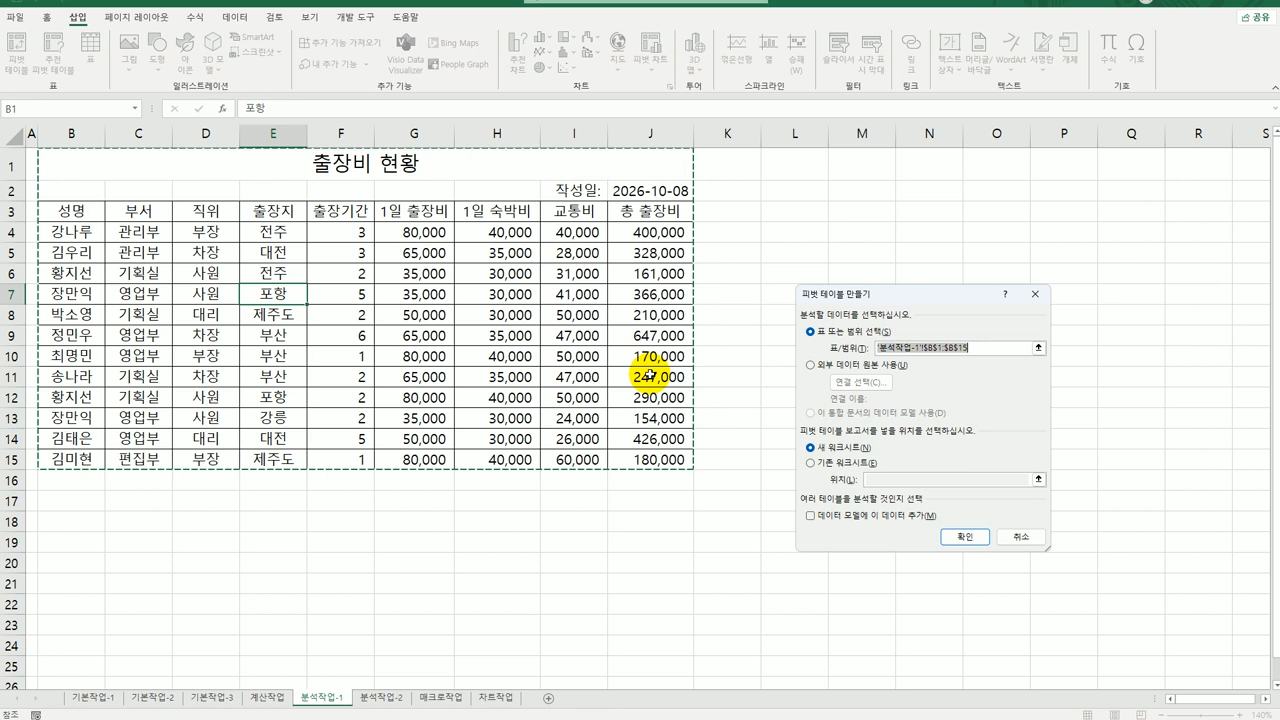 파일 홈 삽입 페이지 레이아웃 수식 데이터 검토 보기 개발 도구 도움말 공유
피벗 테이블
추천 피벗 테이블
표
그림
도형
아이콘
3D 모델
SmartArt
스크린샷
추가 기능 가져오기
내 추가 기능
Visio Data Visualizer
Bing Maps
People Graph
추천 차트
지도
피벗 차트
3D 맵
꺾은선형
열
승패(W)
슬라이서
시간 표시 막대
링크
텍스트 상자
머리글/바닥글
WordArt
서명란
개체
수식
기호
표 일러스트레이션 추가 기능 차트 투어 스파크라인 필터 링크 텍스트 기호
B1 fx 포항
A B C D E F G H I J K L M N O P Q R S
1 출장비 현황
2 작성일: 2026-10-08
3 성명 부서 직위 출장지 출장기간 1일 출장비 1일 숙박비 교통비 총 출장비
4 강나루 관리부 부장 전주 3 80,000 40,000 40,000 400,000
5 김우리 관리부 차장 대전 3 65,000 35,000 28,000 328,000
6 황지선 기획실 사원 전주 2 35,000 30,000 31,000 161,000
7 장만익 영업부 사원 포항 5 35,000 30,000 41,000 366,000
8 박소영 기획실 대리 제주도 2 50,000 30,000 50,000 210,000
9 정민우 영업부 차장 부산 6 65,000 35,000 47,000 647,000
10 최명민 영업부 부장 부산 1 80,000 40,000 50,000 170,000
11 송나라 기획실 차장 부산 2 65,000 35,000 47,000 247,000
12 황지선 기획실 사원 포항 2 80,000 40,000 50,000 290,000
13 장만익 영업부 사원 강릉 2 35,000 30,000 24,000 154,000
14 김태은 영업부 대리 대전 5 50,000 30,000 26,000 426,000
15 김미현 편집부 부장 제주도 1 80,000 40,000 60,000 180,000
16
17
18
19
20
21
22
23
24
25
26
피벗 테이블 만들기 ? ×
분석할 데이터를 선택하십시오.
표 또는 범위 선택(S)
표/범위(T): '분석작업-1'!$B$1:$B$15
외부 데이터 원본 사용(U)
연결 선택(C)...
연결 이름:
이 통합 문서의 데이터 모델 사용(D)
피벗 테이블 보고서를 넣을 위치를 선택하십시오.
새 워크시트(N)
기존 워크시트(E)
위치(L):
여러 테이블을 분석할 것인지 선택
데이터 모델에 이 데이터 추가(M)
확인 취소
기본작업-1 기본작업-2 기본작업-3 계산작업 분석작업-1 분석작업-2 매크로작업 차트작업
참조 140%